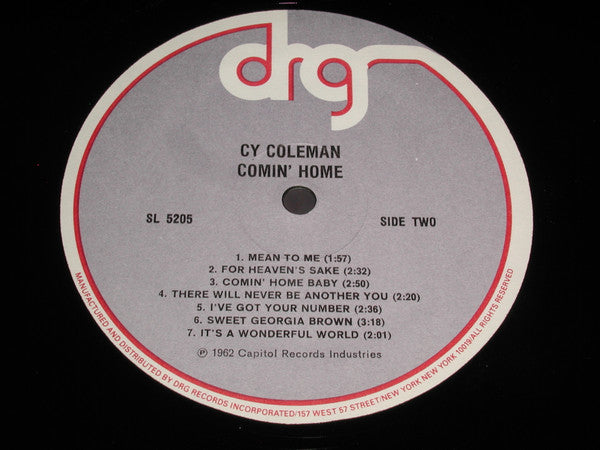 drg
CY COLEMAN
COMIN' HOME
SL 5205
SIDE TWO
1. MEAN TO ME (1:57)
2. FOR HEAVEN'S SAKE (2:32)
3. COMIN' HOME BABY (2:50)
4. THERE WILL NEVER BE ANOTHER YOU (2:20)
5. I'VE GOT YOUR NUMBER (2:36)
6. SWEET GEORGIA BROWN (3:18)
7. IT'S A WONDERFUL WORLD (2:01)
℗ 1962 Capitol Records Industries
MANUFACTURED AND DISTRIBUTED BY DRG RECORDS INCORPORATED/157 WEST 57 STREET/NEW YORK NEW YORK 10019/ALL RIGHTS RESERVED